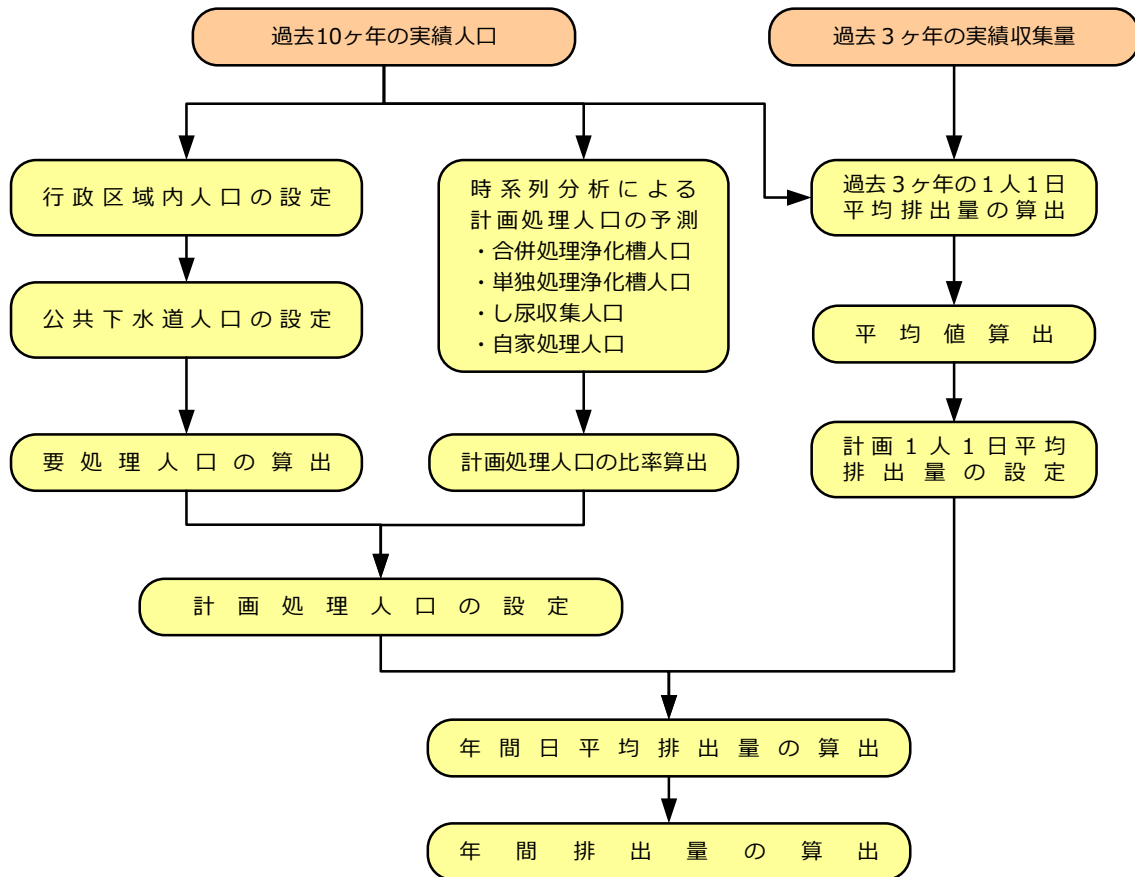 過去10ヶ年の実績人口
過去３ヶ年の実績収集量
行政区域内人口の設定
時系列分析による
計画処理人口の予測
・合併処理浄化槽人口
・単独処理浄化槽人口
・し尿収集人口
・自家処理人口
過去３ヶ年の１人１日
平均排出量の算出
公共下水道人口の設定
平均値算出
要処理人口の算出
計画処理人口の比率算出
計画１人１日平均
排出量の設定
計画処理人口の設定
年間日平均排出量の算出
年間排出量の算出